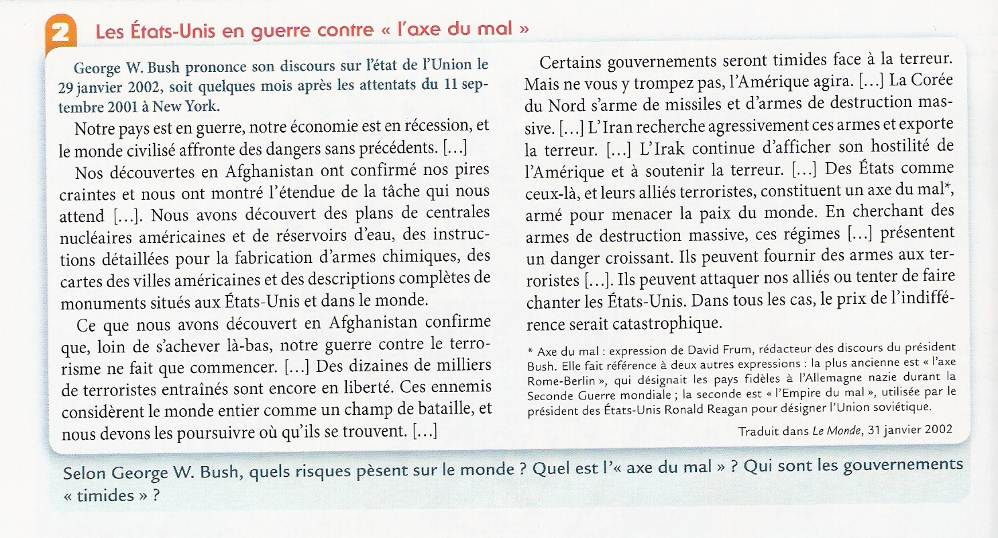 2 Les États-Unis en guerre contre « l'axe du mal »
George W. Bush prononce son discours sur l'état de l'Union le
29 janvier 2002, soit quelques mois après les attentats du 11 sep-
tembre 2001 à New York.
Notre pays est en guerre, notre économie est en récession, et
le monde civilisé affronte des dangers sans précédents. […]
Nos découvertes en Afghanistan ont confirmé nos pires
craintes et nous ont montré l'étendue de la tâche qui nous
attend […]. Nous avons découvert des plans de centrales
nucléaires américaines et de réservoirs d'eau, des instruc-
tions détaillées pour la fabrication d'armes chimiques, des
cartes des villes américaines et des descriptions complètes de
monuments situés aux États-Unis et dans le monde.
Ce que nous avons découvert en Afghanistan confirme
que, loin de s'achever là-bas, notre guerre contre le terro-
risme ne fait que commencer. […] Des dizaines de milliers
de terroristes entraînés sont encore en liberté. Ces ennemis
considèrent le monde entier comme un champ de bataille, et
nous devons les poursuivre où qu'ils se trouvent. […]
Certains gouvernements seront timides face à la terreur.
Mais ne vous y trompez pas, l'Amérique agira. […] La Corée
du Nord s'arme de missiles et d'armes de destruction mas-
sive. […] L'Iran recherche agressivement ces armes et exporte
la terreur. […] L'Irak continue d'afficher son hostilité de
l'Amérique et à soutenir la terreur. […] Des États comme
ceux-là, et leurs alliés terroristes, constituent un axe du mal*,
armé pour menacer la paix du monde. En cherchant des
armes de destruction massive, ces régimes […] présentent
un danger croissant. Ils peuvent fournir des armes aux ter-
roristes […]. Ils peuvent attaquer nos alliés ou tenter de faire
chanter les États-Unis. Dans tous les cas, le prix de l'indiffé-
rence serait catastrophique.
* Axe du mal : expression de David Frum, rédacteur des discours du président
Bush. Elle fait référence à deux autres expressions : la plus ancienne est « l'axe
Rome-Berlin », qui désignait les pays fidèles à l'Allemagne nazie durant la
Seconde Guerre mondiale ; la seconde est « l'Empire du mal », utilisée par le
président des États-Unis Ronald Reagan pour désigner l'Union soviétique.
Traduit dans Le Monde, 31 janvier 2002
Selon George W. Bush, quels risques pèsent sur le monde ? Quel est l'« axe du mal » ? Qui sont les gouvernements
« timides » ?